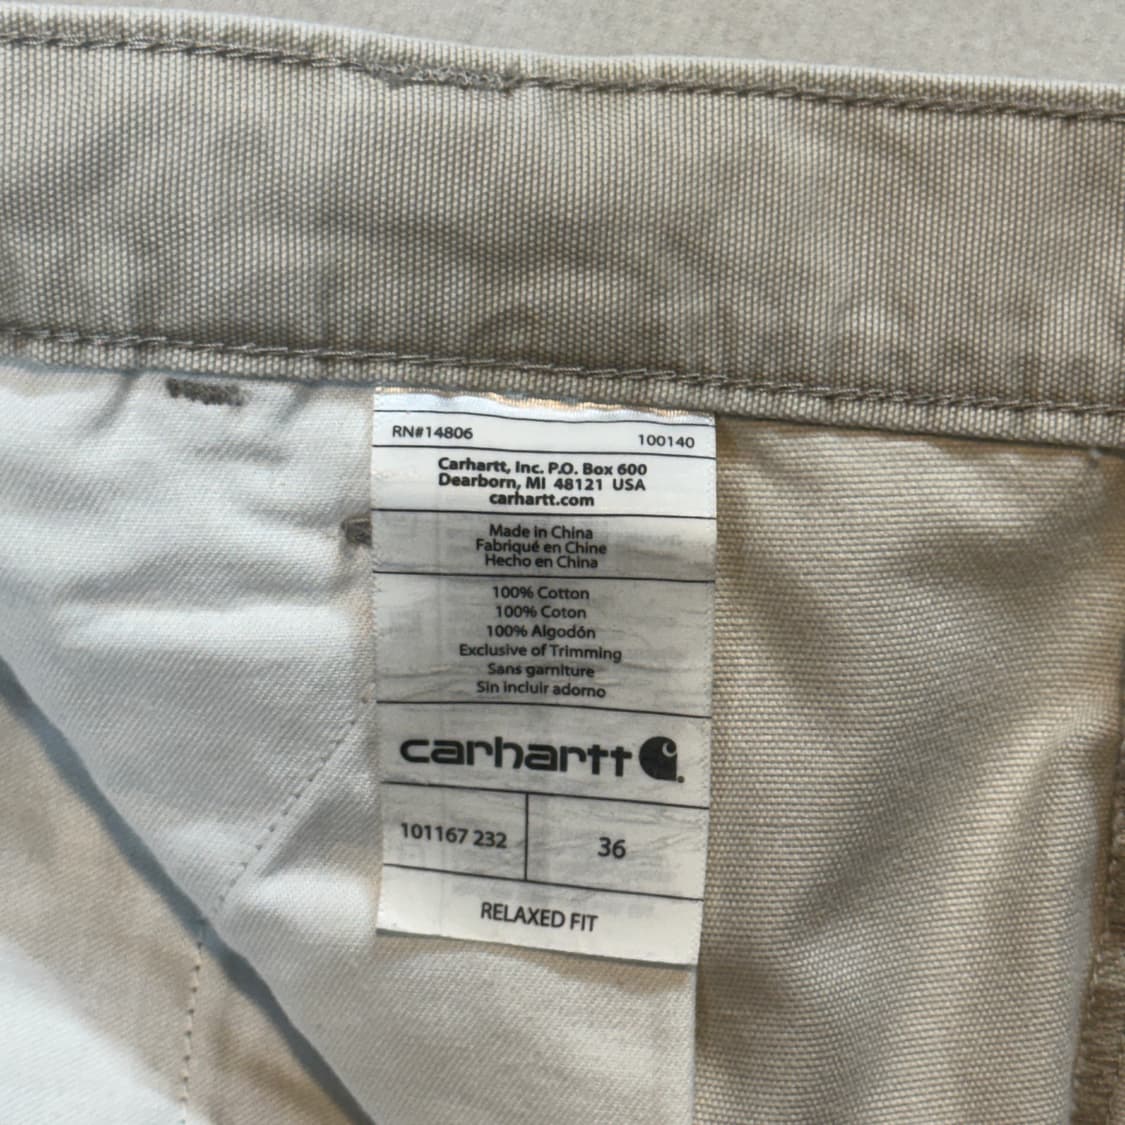 RN#14806 100140
Carhartt, Inc. P.O. Box 600
Dearborn, MI 48121 USA
carhartt.com
Made in China
Fabriqué en Chine
Hecho en China
100% Cotton
100% Coton
100% Algodón
Exclusive of Trimming
Sans garniture
Sin incluir adorno
carhartt
101167 232 36
RELAXED FIT